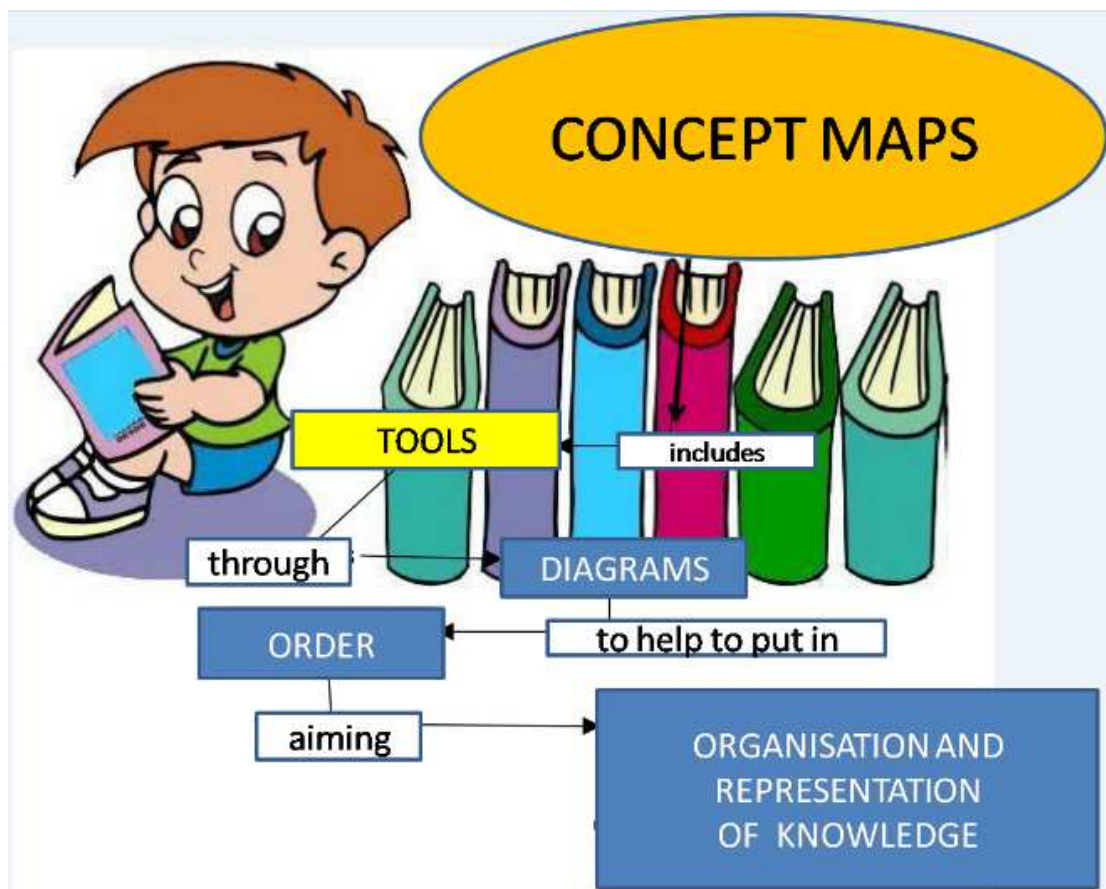 CONCEPT MAPS
TOOLS
includes
through
DIAGRAMS
ORDER
to help to put in
aiming
ORGANISATION AND
REPRESENTATION
OF KNOWLEDGE